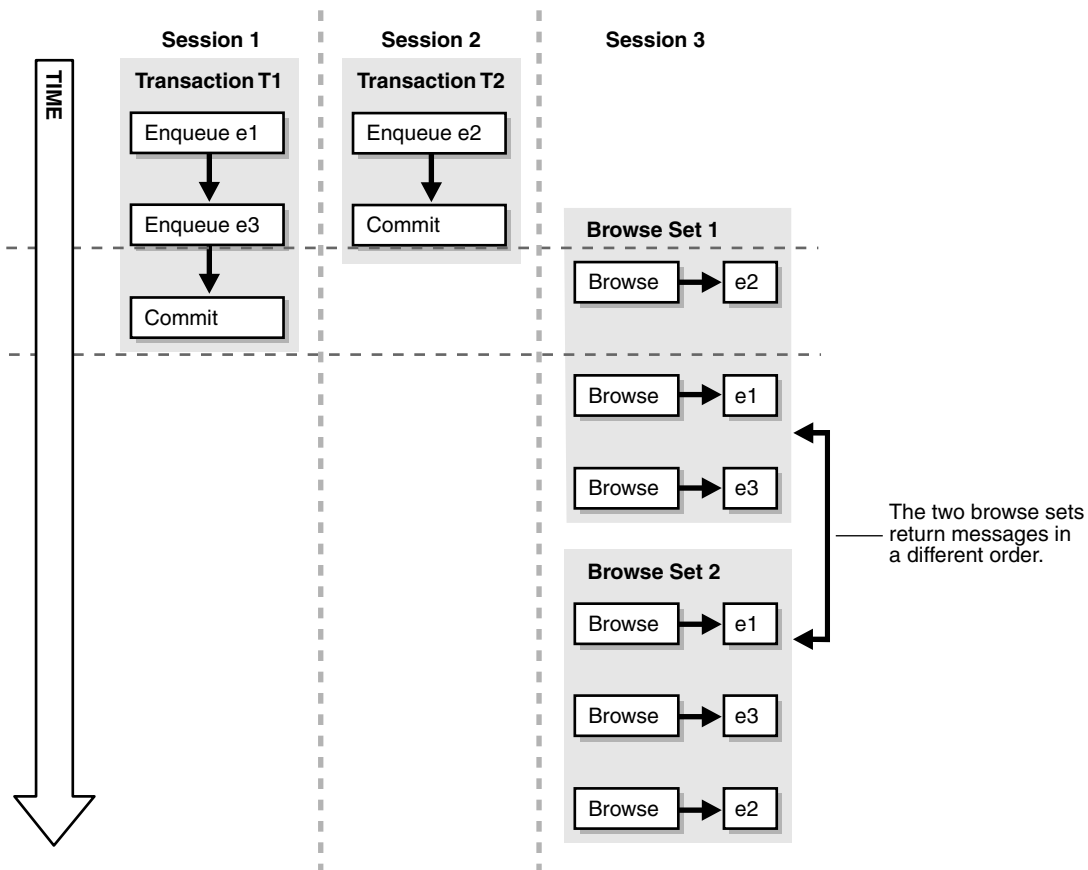 Session 1
Session 2
Session 3
TIME
Transaction T1
Transaction T2
Enqueue e1
Enqueue e2
Enqueue e3
Commit
Browse Set 1
Browse
e2
Commit
Browse
e1
Browse
e3
The two browse sets
return messages in
a different order.
Browse Set 2
Browse
e1
Browse
e3
Browse
e2